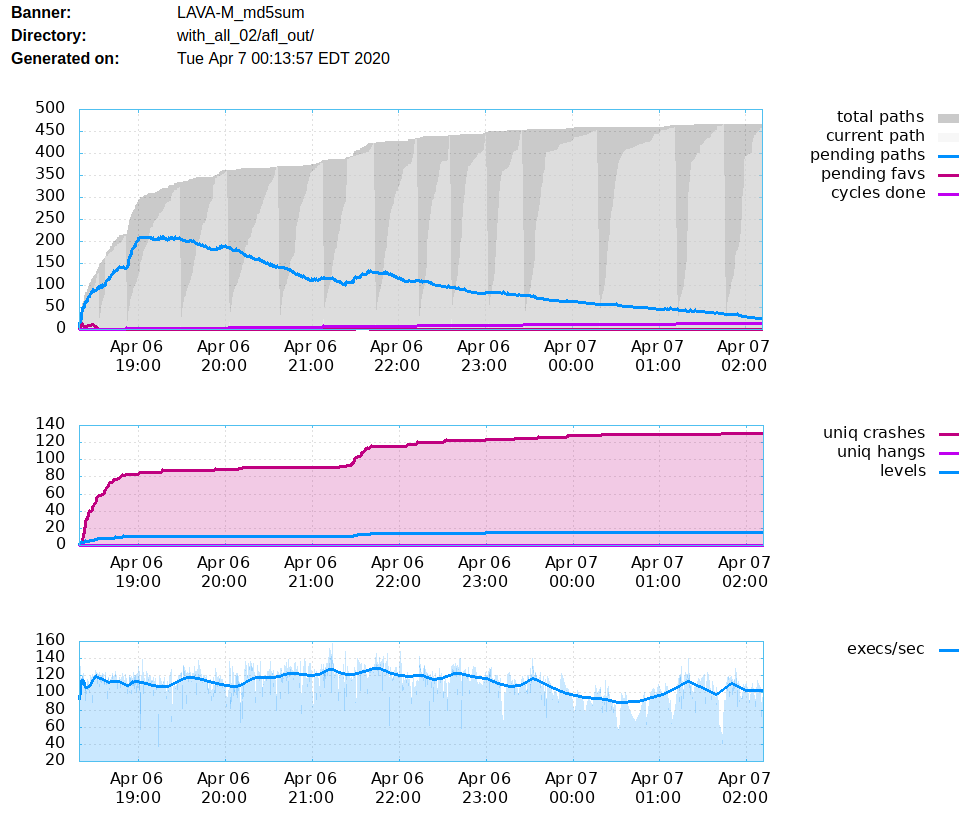 Banner: LAVA-M_md5sum
Directory: with_all_02/afl_out/
Generated on: Tue Apr 7 00:13:57 EDT 2020
500
450
400
350
300
250
200
150
100
50
0
Apr 06 Apr 06 Apr 06 Apr 06 Apr 06 Apr 07 Apr 07 Apr 07
19:00 20:00 21:00 22:00 23:00 00:00 01:00 02:00
total paths
current path
pending paths
pending favs
cycles done
140
120
100
80
60
40
20
0
Apr 06 Apr 06 Apr 06 Apr 06 Apr 06 Apr 07 Apr 07 Apr 07
19:00 20:00 21:00 22:00 23:00 00:00 01:00 02:00
uniq crashes
uniq hangs
levels
160
140
120
100
80
60
40
20
Apr 06 Apr 06 Apr 06 Apr 06 Apr 06 Apr 07 Apr 07 Apr 07
19:00 20:00 21:00 22:00 23:00 00:00 01:00 02:00
execs/sec